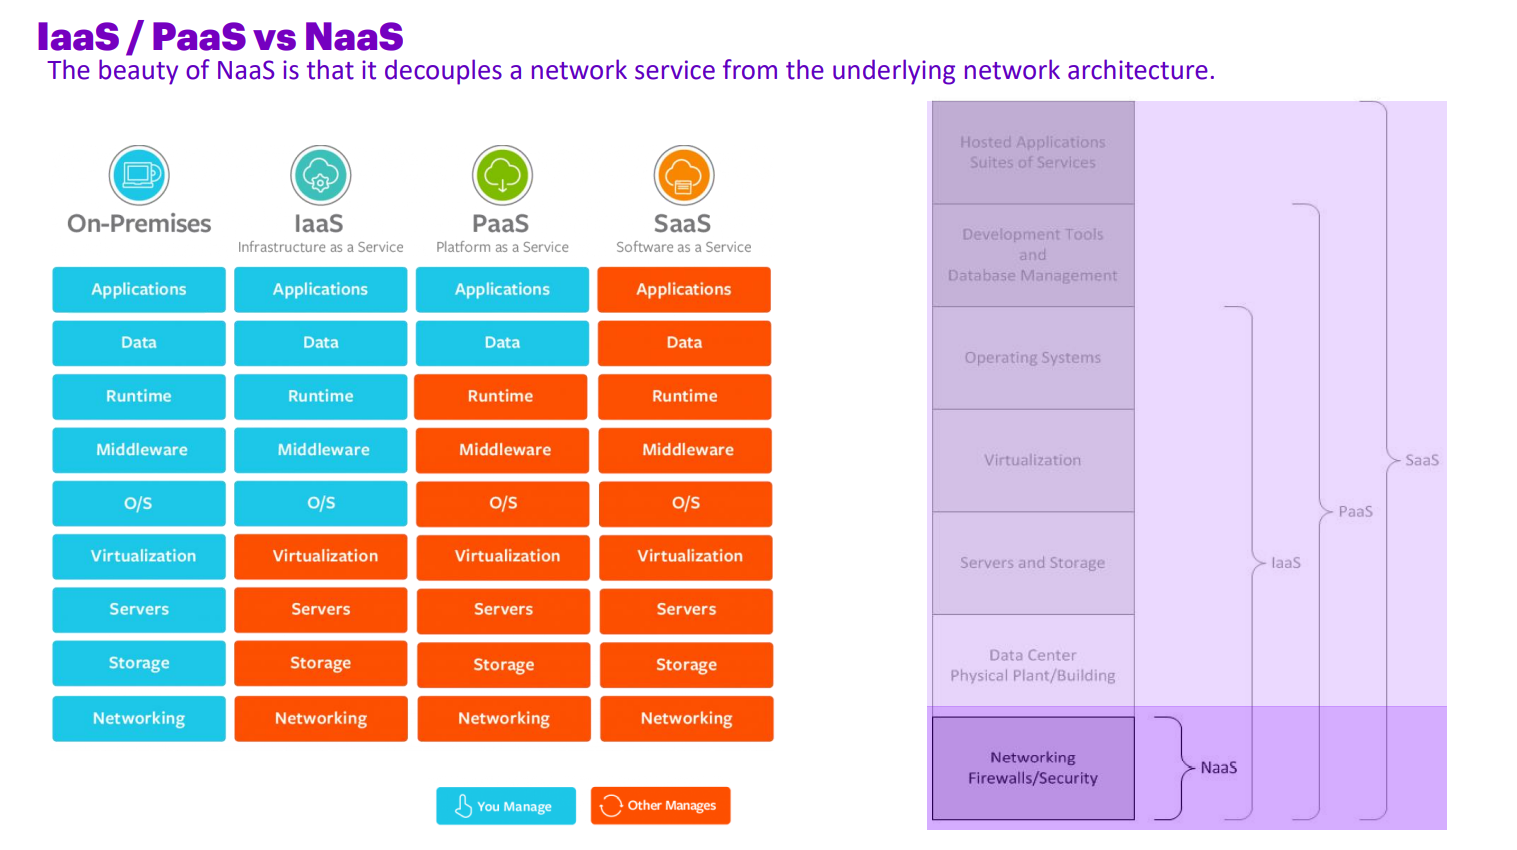 IaaS / PaaS vs NaaS
The beauty of NaaS is that it decouples a network service from the underlying network architecture.
On-Premises
Applications
Data
Runtime
Middleware
O/S
Virtualization
Servers
Storage
Networking
IaaS
Infrastructure as a Service
Applications
Data
Runtime
Middleware
O/S
Virtualization
Servers
Storage
Networking
PaaS
Platform as a Service
Applications
Data
Runtime
Middleware
O/S
Virtualization
Servers
Storage
Networking
SaaS
Software as a Service
Applications
Data
Runtime
Middleware
O/S
Virtualization
Servers
Storage
Networking
You Manage
Other Manages
Hosted Applications
Suites of Services
Development Tools
and
Database Management
Operating Systems
Virtualization
Servers and Storage
Data Center
Physical Plant/Building
Networking
Firewalls/Security
NaaS
IaaS
PaaS
SaaS